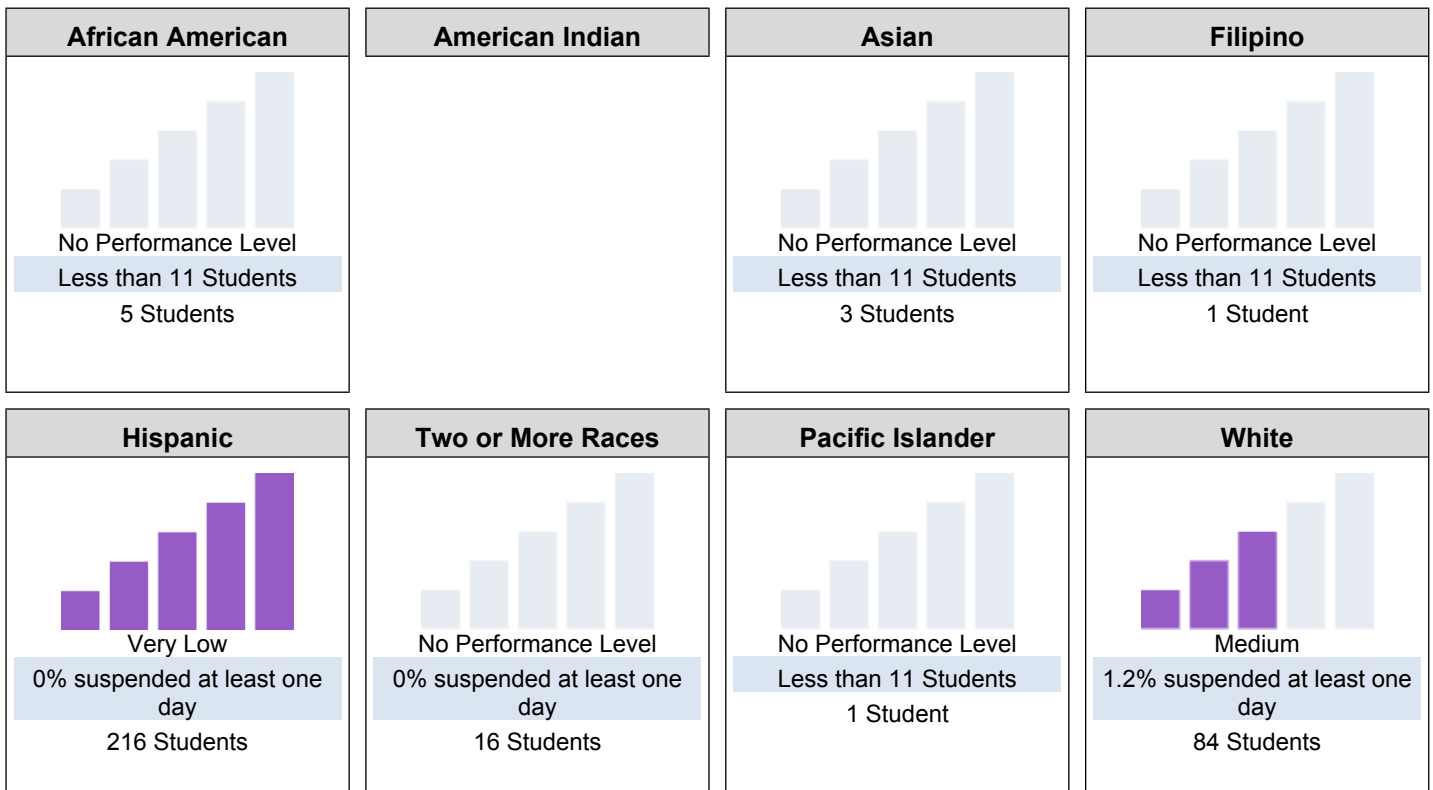 African American
No Performance Level
Less than 11 Students
5 Students
American Indian
Asian
No Performance Level
Less than 11 Students
3 Students
Filipino
No Performance Level
Less than 11 Students
1 Student
Hispanic
Very Low
0% suspended at least one
day
216 Students
Two or More Races
No Performance Level
0% suspended at least one
day
16 Students
Pacific Islander
No Performance Level
Less than 11 Students
1 Student
White
Medium
1.2% suspended at least one
day
84 Students